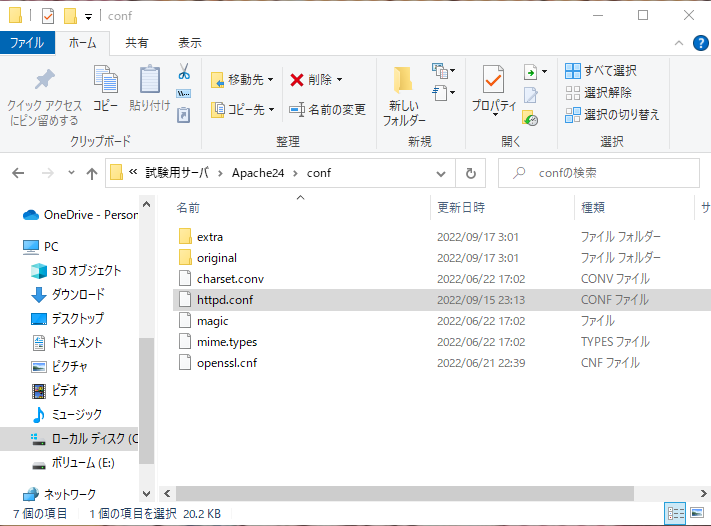 conf
ファイル ホーム 共有 表示
クイック アクセスにピン留めする
コピー
貼り付け
移動先
コピー先
削除
名前の変更
新しいフォルダー
プロパティ
すべて選択
選択解除
選択の切り替え
クリップボード 整理 新規 開く 選択
« 試験用サーバ > Apache24 > conf
confの検索
OneDrive - Person
PC
3D オブジェクト
ダウンロード
デスクトップ
ドキュメント
ピクチャ
ビデオ
ミュージック
ローカル ディスク (C
ボリューム (E:)
ネットワーク
名前 更新日時 種類 サ
extra 2022/09/17 3:01 ファイル フォルダー
original 2022/09/17 3:01 ファイル フォルダー
charset.conv 2022/06/22 17:02 CONV ファイル
httpd.conf 2022/09/15 23:13 CONF ファイル
magic 2022/06/22 17:02 ファイル
mime.types 2022/06/22 17:02 TYPES ファイル
openssl.cnf 2022/06/21 22:39 CNF ファイル
7 個の項目 1 個の項目を選択 20.2 KB